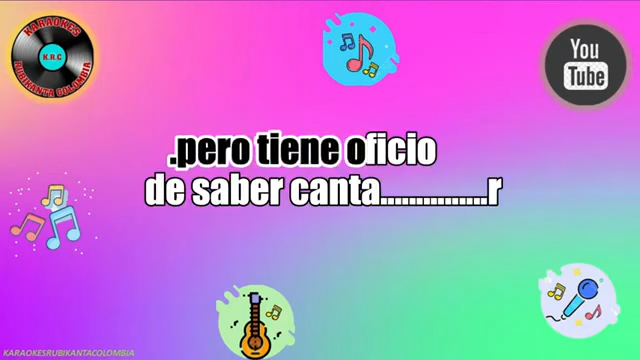 KARAOKES
K.R.C
RUBIKANTA COLOMBIA
You
Tube
.pero tiene oficio
de saber canta...............r
KARAOKESRUBIKANTACOLOMBIA